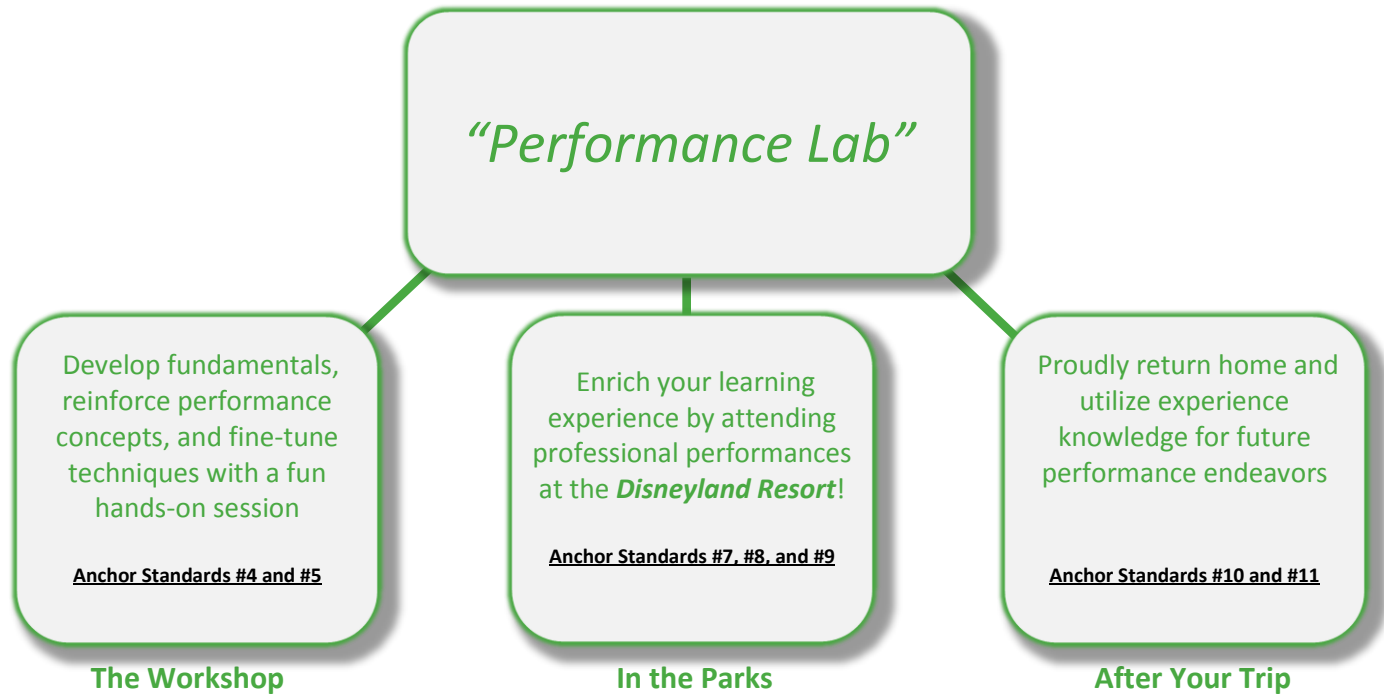 “Performance Lab”
Develop fundamentals,
reinforce performance
concepts, and fine-tune
techniques with a fun
hands-on session
Anchor Standards #4 and #5
The Workshop
Enrich your learning
experience by attending
professional performances
at the Disneyland Resort!
Anchor Standards #7, #8, and #9
In the Parks
Proudly return home and
utilize experience
knowledge for future
performance endeavors
Anchor Standards #10 and #11
After Your Trip